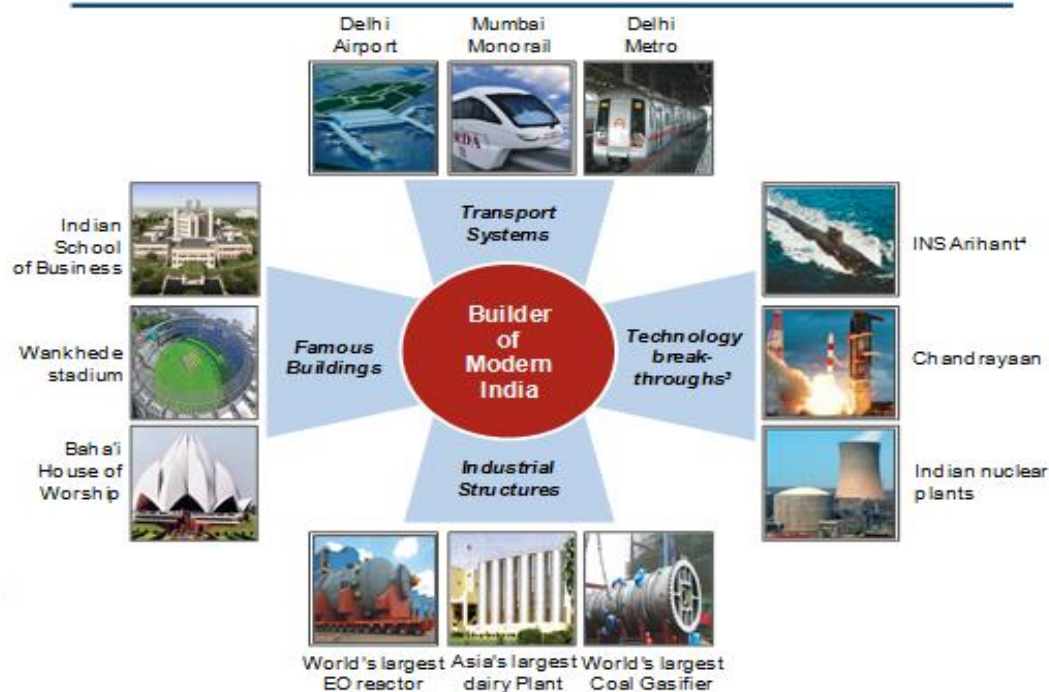 Delhi
Airport
Mumbai
Monorail
Delhi
Metro
Transport
Systems
Indian
School
of Business
Wankhede
stadium
Baha'i
House of
Worship
Famous
Buildings
Builder
of
Modern
India
Technology
break-
throughs³
INS Arihant⁴
Chandrayaan
Indian nuclear
plants
Industrial
Structures
World's largest
EO reactor
Asia's largest
dairy Plant
World's largest
Coal Gasifier